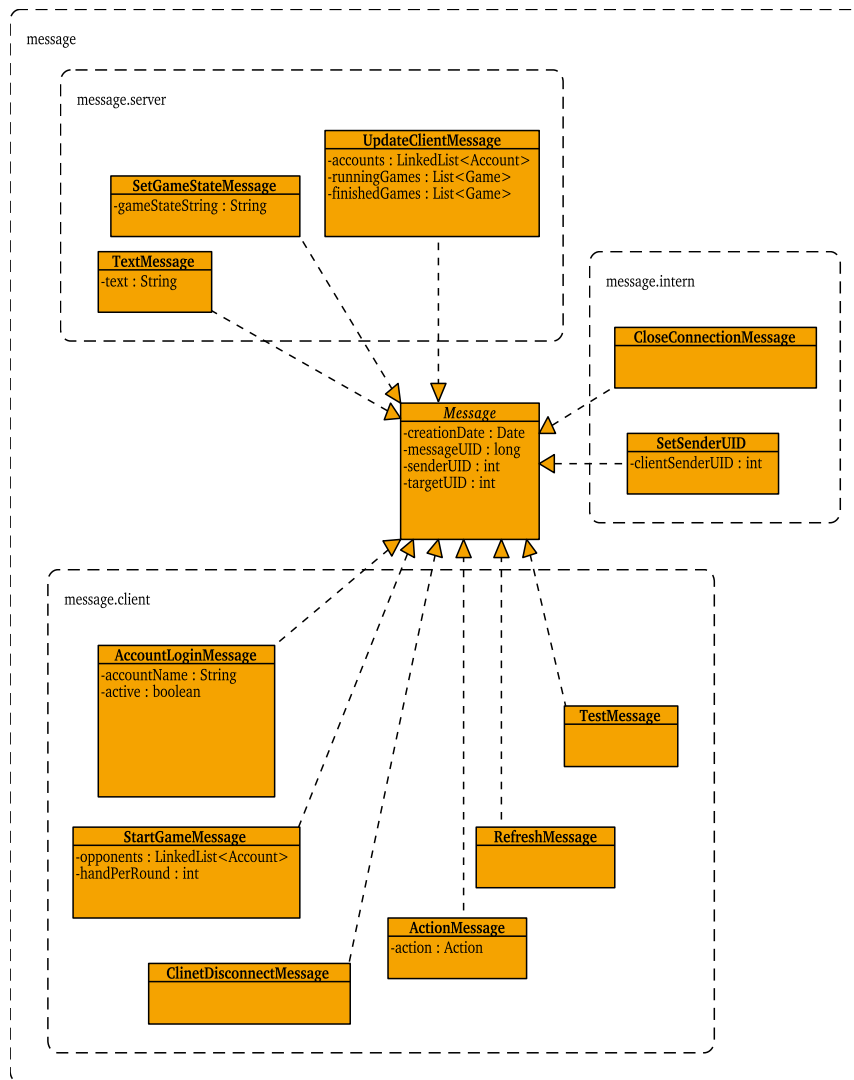 message
message.server
UpdateClientMessage
-accounts : LinkedList<Account>
-runningGames : List<Game>
-finishedGames : List<Game>
SetGameStateMessage
-gameStateString : String
TextMessage
-text : String
message.intern
CloseConnectionMessage
SetSenderUID
-clientSenderUID : int
Message
-creationDate : Date
-messageUID : long
-senderUID : int
-targetUID : int
message.client
AccountLoginMessage
-accountName : String
-active : boolean
TestMessage
StartGameMessage
-opponents : LinkedList<Account>
-handPerRound : int
RefreshMessage
ActionMessage
-action : Action
ClinetDisconnectMessage